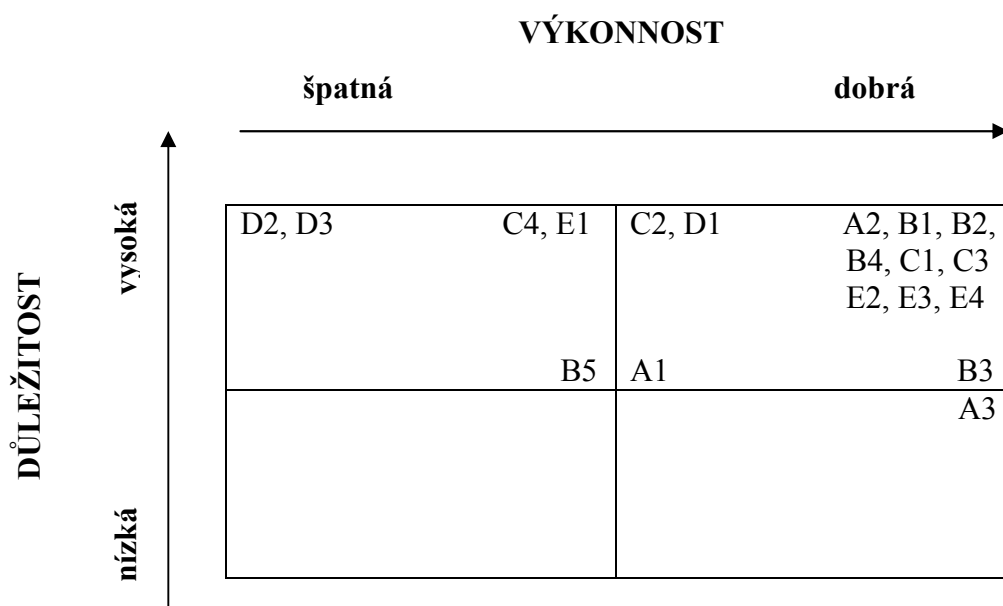 VÝKONNOST
špatná dobrá
vysoká
DŮLEŽITOST
nízká
D2, D3 C4, E1 C2, D1 A2, B1, B2,
B4, C1, C3
E2, E3, E4
B5 A1 B3
A3